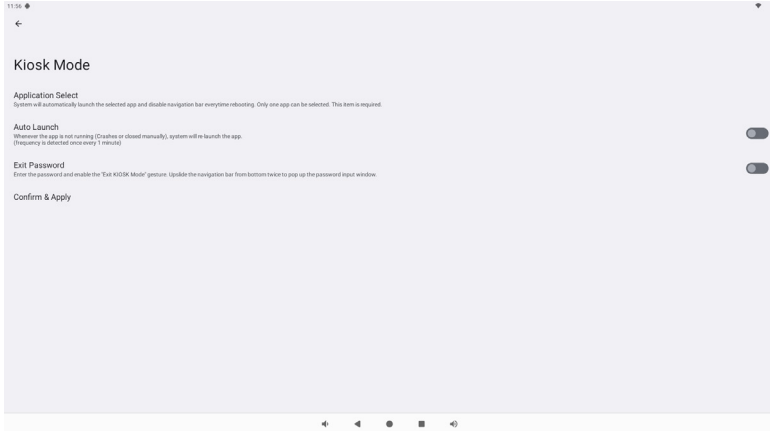 11:56
Kiosk Mode
Application Select
System will automatically launch the selected app and disable navigation bar everytime rebooting. Only one app can be selected. This item is required.
Auto Launch
Whenever the app is not running (Crashes or closed manually), system will re-launch the app.
(frequency is detected once every 1 minute)
Exit Password
Enter the password and enable the "Exit KIOSK Mode" gesture. Upslide the navigation bar from bottom twice to pop up the password input window.
Confirm & Apply